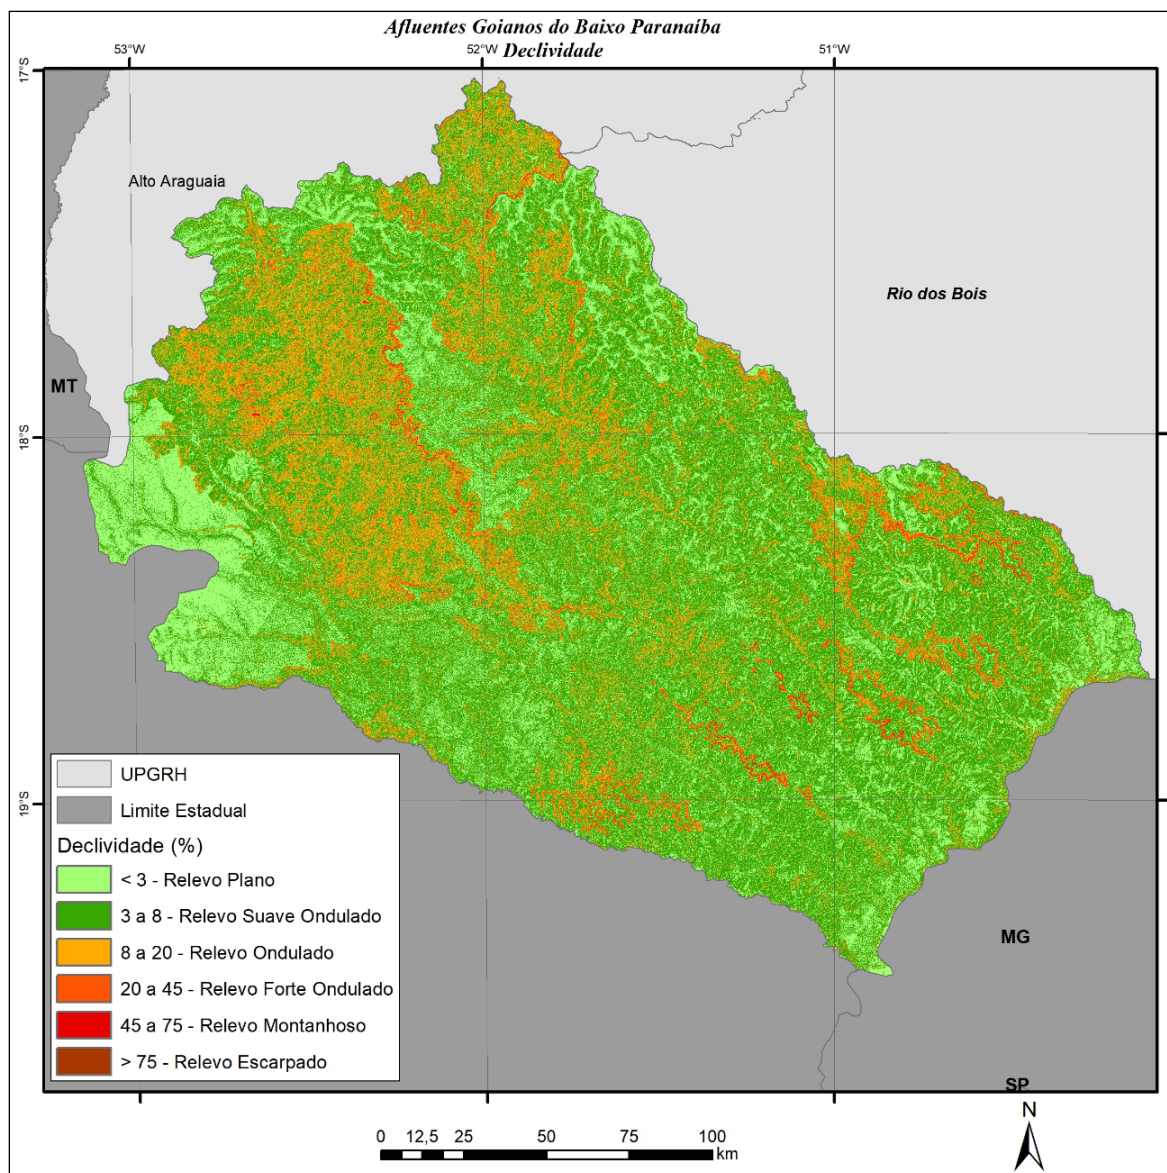 Afluentes Goianos do Baixo Paranaíba
Declividade
53°W
52°W
51°W
17°S
Alto Araguaia
Rio dos Bois
MT
18°S
19°S
UPGRH
Limite Estadual
Declividade (%)
< 3 - Relevo Plano
3 a 8 - Relevo Suave Ondulado
8 a 20 - Relevo Ondulado
20 a 45 - Relevo Forte Ondulado
45 a 75 - Relevo Montanhoso
> 75 - Relevo Escarpado
MG
SP
N
0 12,5 25 50 75 100
km